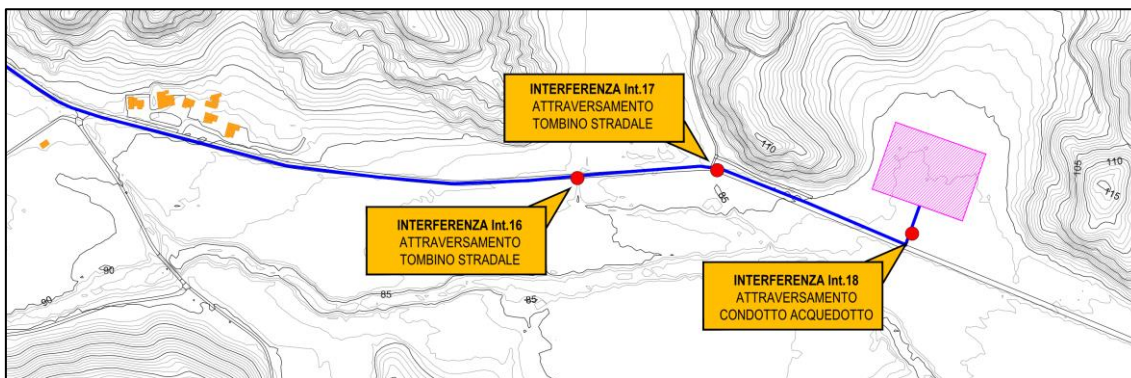 INTERFERENZA Int.17
ATTRAVERSAMENTO
TOMBINO STRADALE
110
105
110
115
85
INTERFERENZA Int.16
ATTRAVERSAMENTO
TOMBINO STRADALE
INTERFERENZA Int.18
ATTRAVERSAMENTO
CONDOTTO ACQUEDOTTO
90
90
85
85